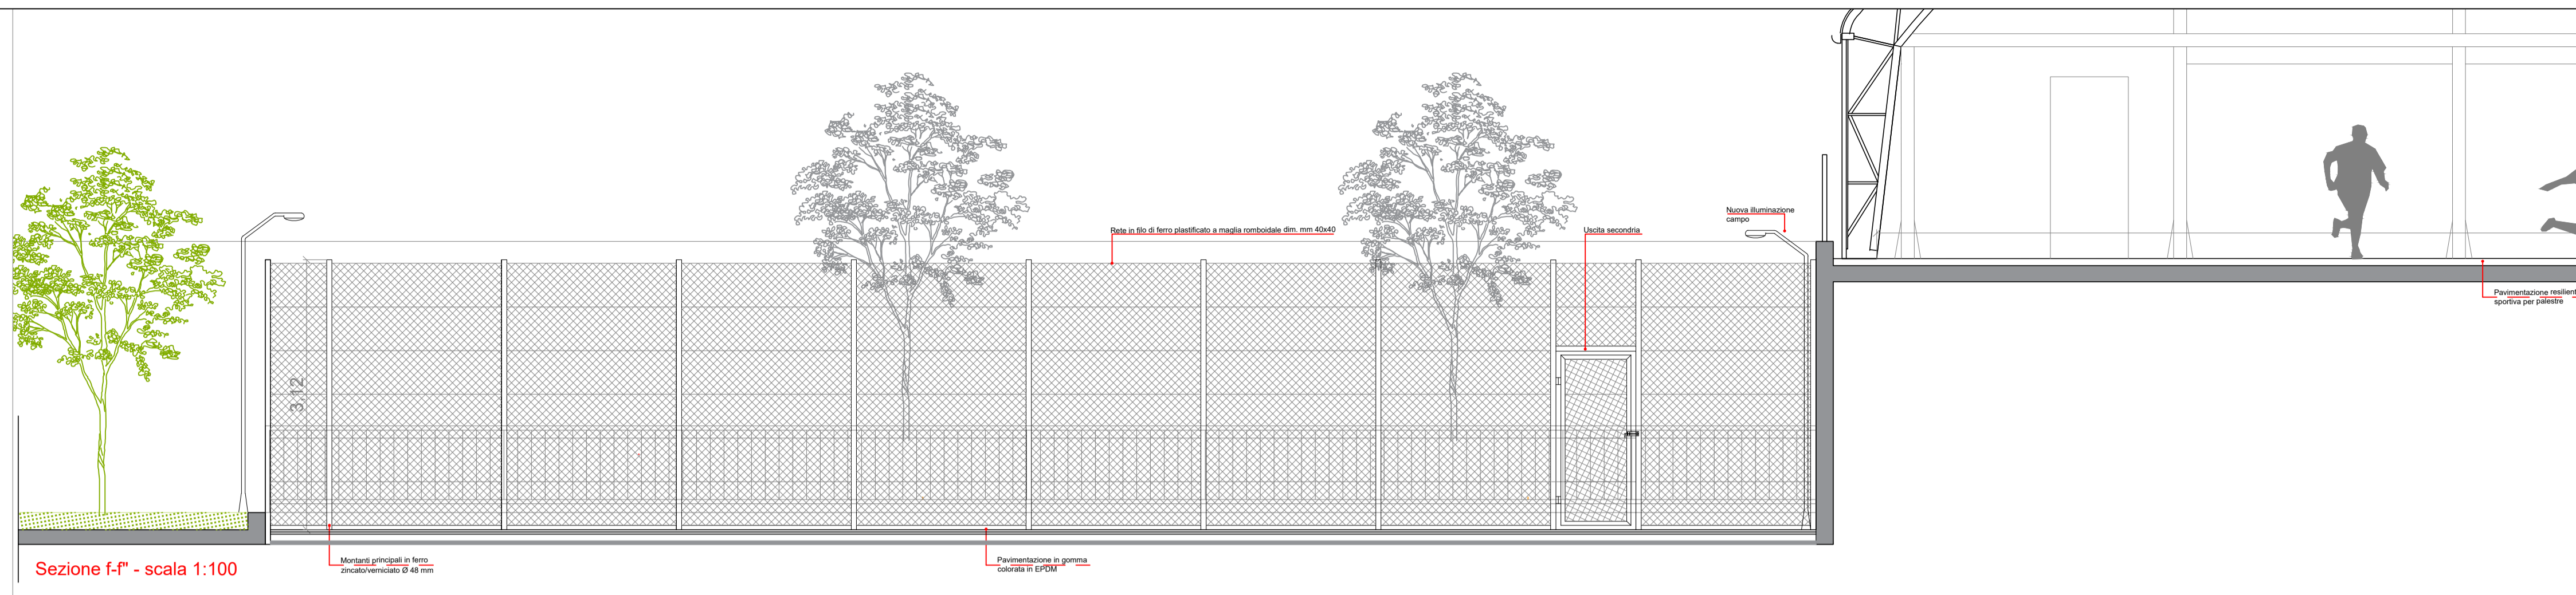 Nuova illuminazione
campo
Rete in filo di ferro plastificato a maglia romboidale dim. mm 40x40
Uscita secondria
Pavimentazione resilient
sportiva per palestre
3,12
Montanti principali in ferro
zincato/verniciato Ø 48 mm
Pavimentazione in gomma
colorata in EPDM
Sezione f-f" - scala 1:100